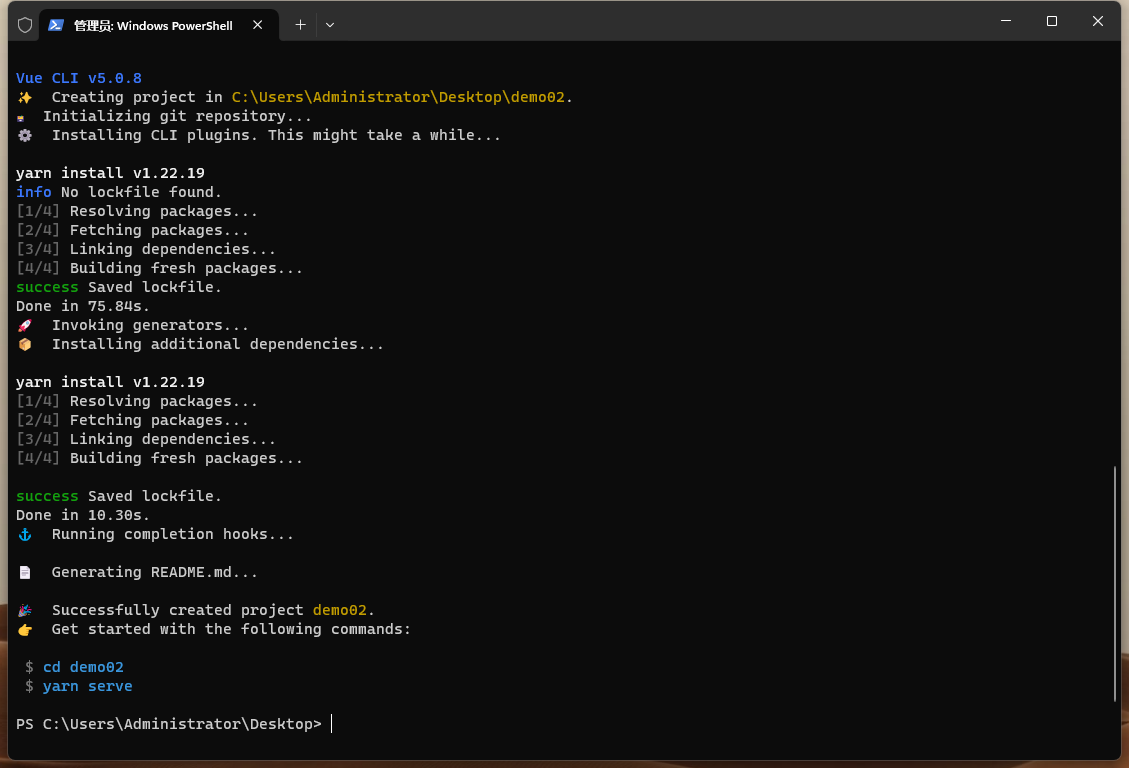 管理员: Windows PowerShell
Vue CLI v5.0.8
✨  Creating project in C:\Users\Administrator\Desktop\demo02.
🗃  Initializing git repository...
⚙️  Installing CLI plugins. This might take a while...
yarn install v1.22.19
info No lockfile found.
[1/4] Resolving packages...
[2/4] Fetching packages...
[3/4] Linking dependencies...
[4/4] Building fresh packages...
success Saved lockfile.
Done in 75.84s.
🚀  Invoking generators...
📦  Installing additional dependencies...
yarn install v1.22.19
[1/4] Resolving packages...
[2/4] Fetching packages...
[3/4] Linking dependencies...
[4/4] Building fresh packages...
success Saved lockfile.
Done in 10.30s.
⚓  Running completion hooks...
📄  Generating README.md...
🎉  Successfully created project demo02.
👉  Get started with the following commands:
$ cd demo02
$ yarn serve
PS C:\Users\Administrator\Desktop>